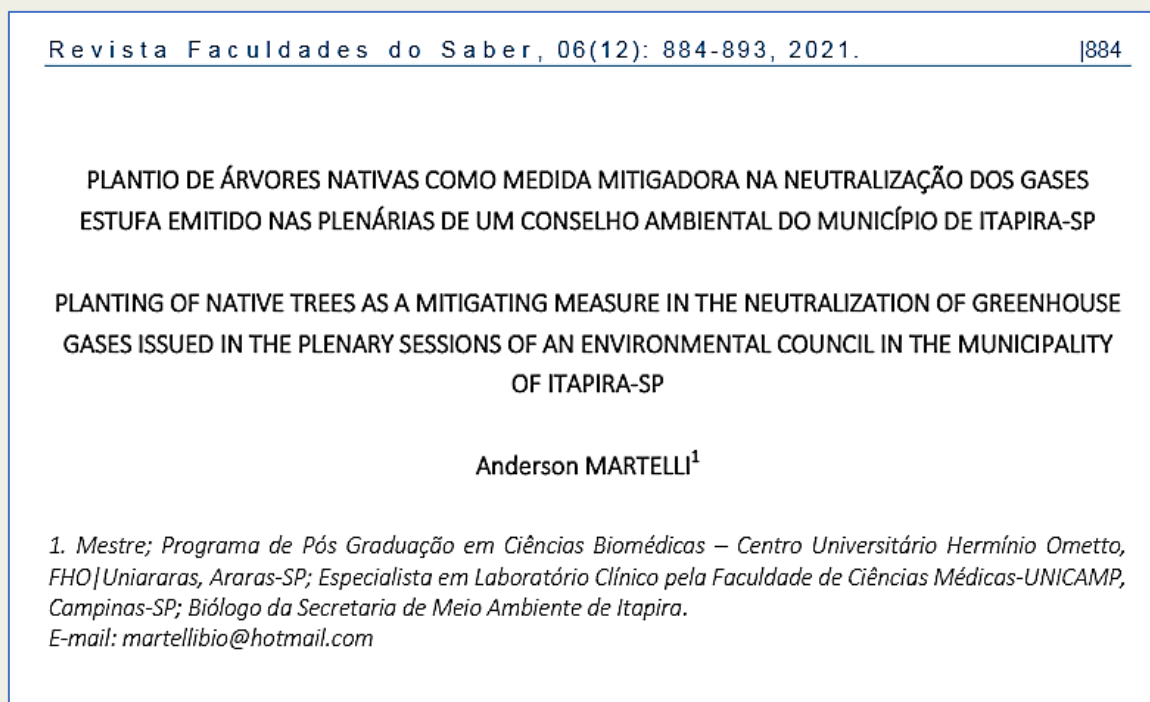 Revista Faculdades do Saber, 06(12): 884-893, 2021. |884
PLANTIO DE ÁRVORES NATIVAS COMO MEDIDA MITIGADORA NA NEUTRALIZAÇÃO DOS GASES
ESTUFA EMITIDO NAS PLENÁRIAS DE UM CONSELHO AMBIENTAL DO MUNICÍPIO DE ITAPIRA-SP
PLANTING OF NATIVE TREES AS A MITIGATING MEASURE IN THE NEUTRALIZATION OF GREENHOUSE
GASES ISSUED IN THE PLENARY SESSIONS OF AN ENVIRONMENTAL COUNCIL IN THE MUNICIPALITY
OF ITAPIRA-SP
Anderson MARTELLI¹
1. Mestre; Programa de Pós Graduação em Ciências Biomédicas – Centro Universitário Hermínio Ometto,
FHO|Uniararas, Araras-SP; Especialista em Laboratório Clínico pela Faculdade de Ciências Médicas-UNICAMP,
Campinas-SP; Biólogo da Secretaria de Meio Ambiente de Itapira.
E-mail: martellibio@hotmail.com